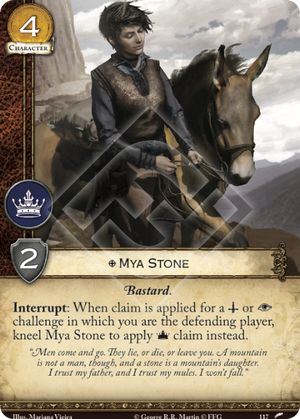 4
CHARACTER
2
MYA STONE
Bastard.
Interrupt: When claim is applied for a or
challenge in which you are the defending player,
kneel Mya Stone to apply claim instead.
"Men come and go. They lie, or die, or leave you. A mountain
is not a man, though, and a stone is a mountain's daughter.
I trust my father, and I trust my mules. I won't fall."
Illus. Mariana Vieira © George R.R. Martin © FFG 117